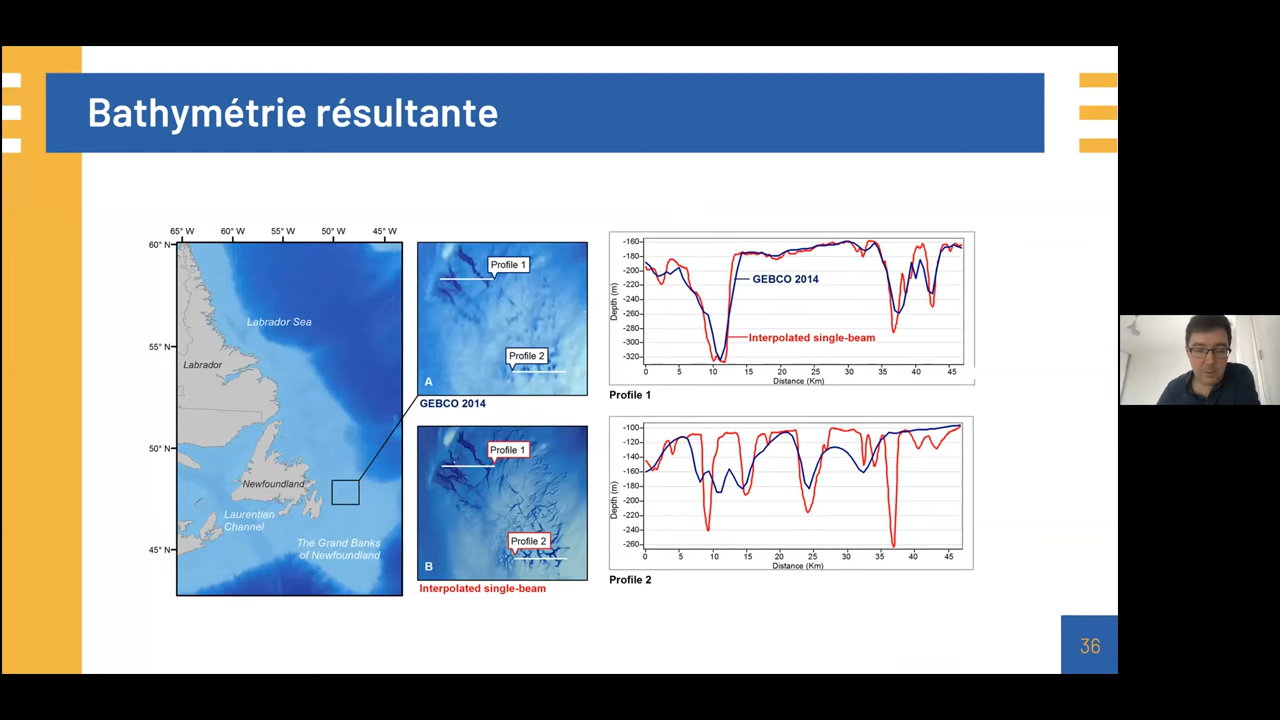 Bathymétrie résultante
65° W 60° W 55° W 50° W 45° W
60° N
55° N
50° N
45° N
Labrador Sea
Labrador
Newfoundland
Laurentian
Channel
The Grand Banks
of Newfoundland
Profile 1
Profile 2
A
GEBCO 2014
Profile 1
Profile 2
B
Interpolated single-beam
Depth (m)
-160
-180
-200
-220
-240
-260
-280
-300
-320
GEBCO 2014
Interpolated single-beam
0 5 10 15 20 25 30 35 40 45
Distance (Km)
Profile 1
Depth (m)
-100
-120
-140
-160
-180
-200
-220
-240
-260
0 5 10 15 20 25 30 35 40 45
Distance (Km)
Profile 2
36